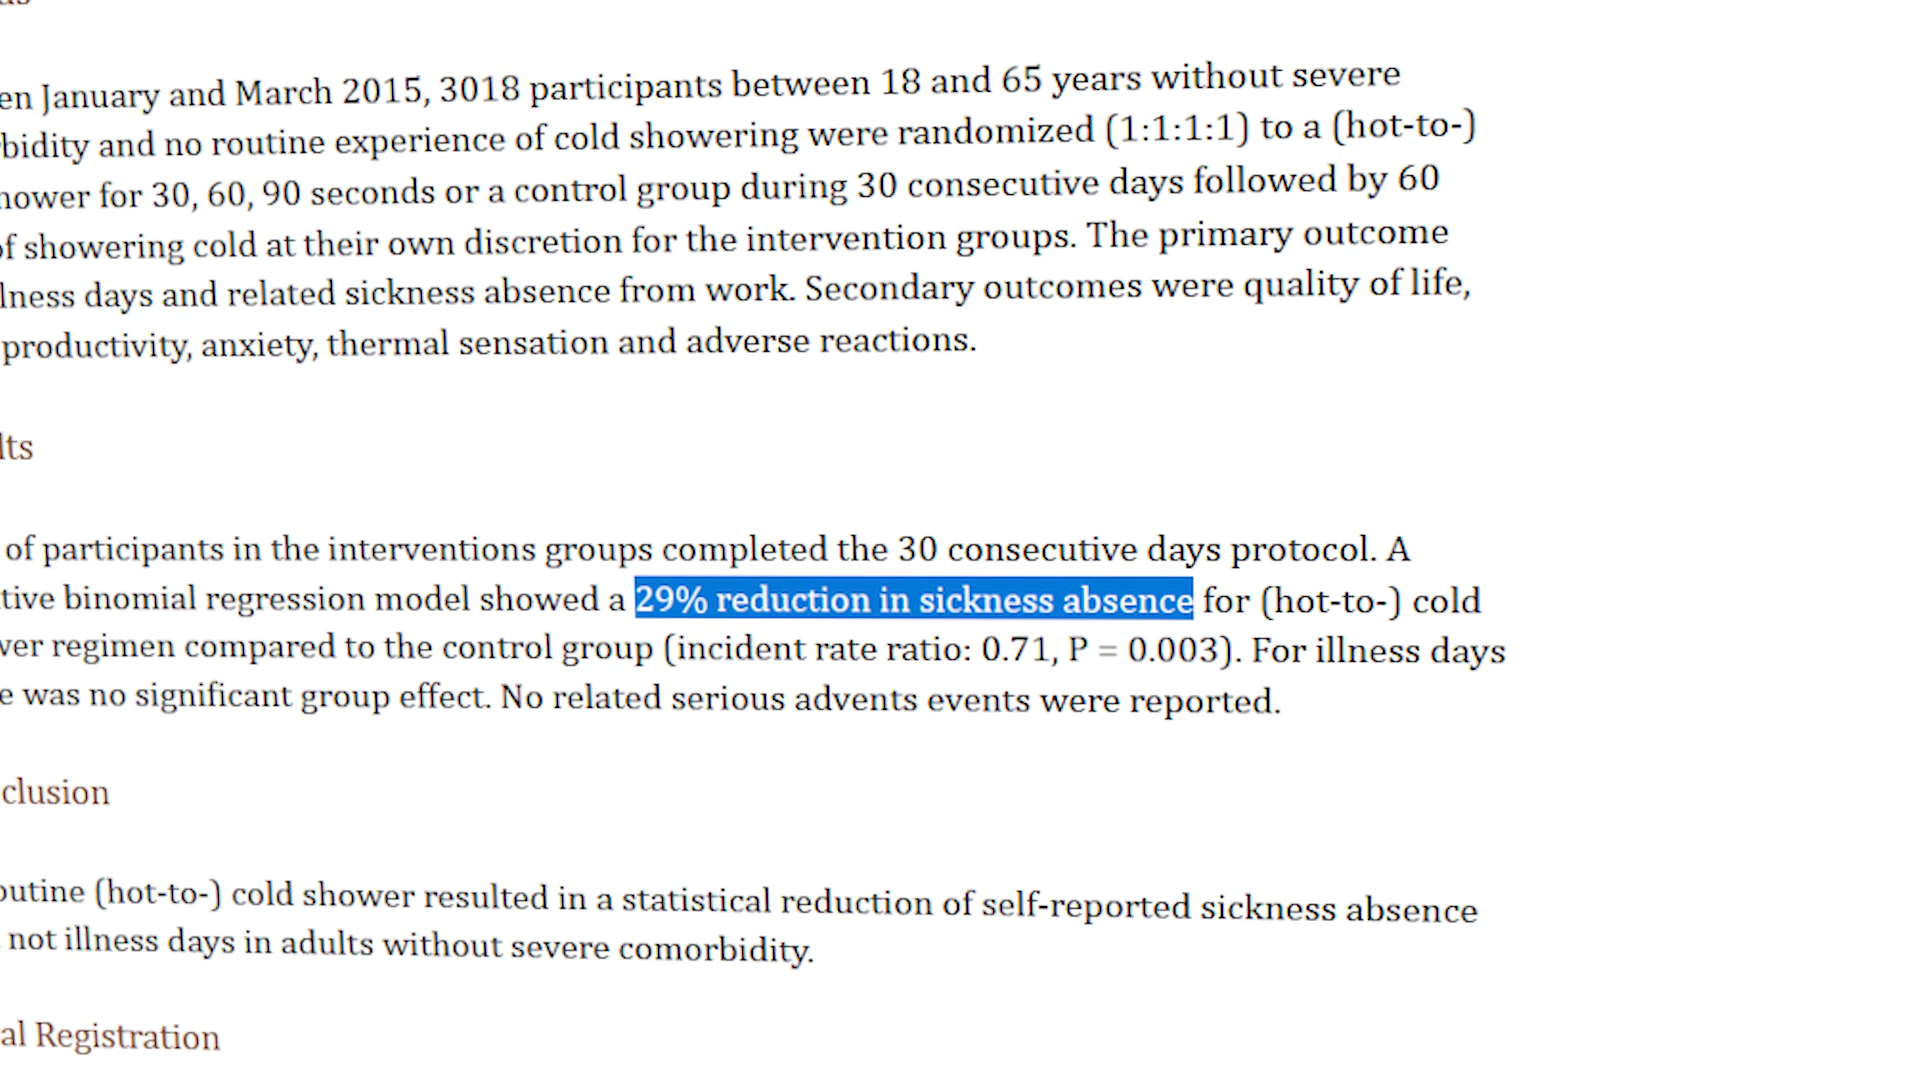 en January and March 2015, 3018 participants between 18 and 65 years without severe
bidity and no routine experience of cold showering were randomized (1:1:1:1) to a (hot-to-)
hower for 30, 60, 90 seconds or a control group during 30 consecutive days followed by 60
of showering cold at their own discretion for the intervention groups. The primary outcome
lness days and related sickness absence from work. Secondary outcomes were quality of life,
productivity, anxiety, thermal sensation and adverse reactions.
lts
of participants in the interventions groups completed the 30 consecutive days protocol. A
tive binomial regression model showed a 29% reduction in sickness absence for (hot-to-) cold
wer regimen compared to the control group (incident rate ratio: 0.71, P = 0.003). For illness days
e was no significant group effect. No related serious advents events were reported.
clusion
outine (hot-to-) cold shower resulted in a statistical reduction of self-reported sickness absence
not illness days in adults without severe comorbidity.
al Registration